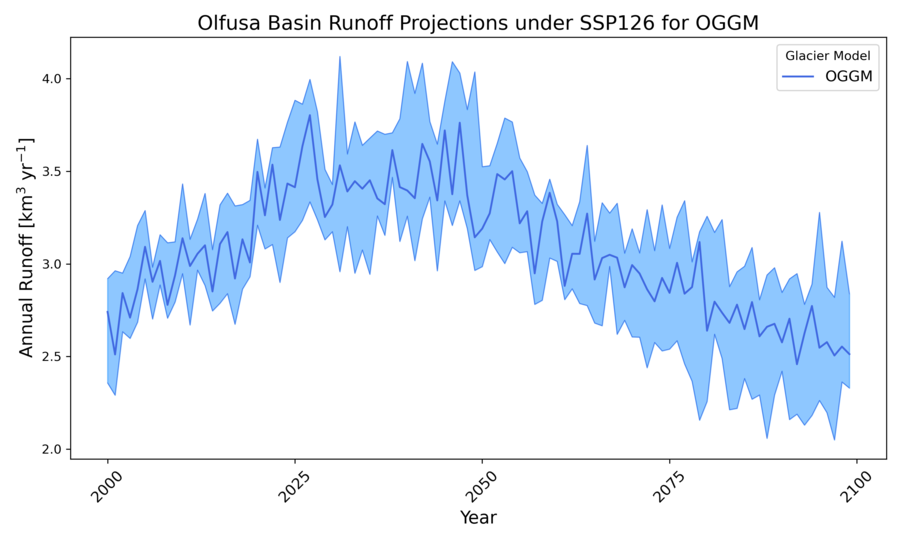 Olfusa Basin Runoff Projections under SSP126 for OGGM
Glacier Model
OGGM
Annual Runoff [km³ yr⁻¹]
4.0
3.5
3.0
2.5
2.0
2000
2025
2050
2075
2100
Year